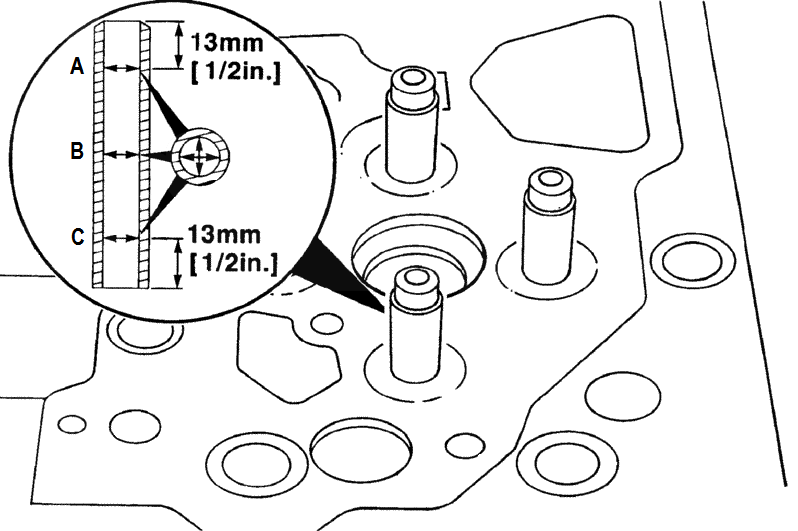 13mm
A
[ 1/2in.]
B
C
13mm
[ 1/2in.]